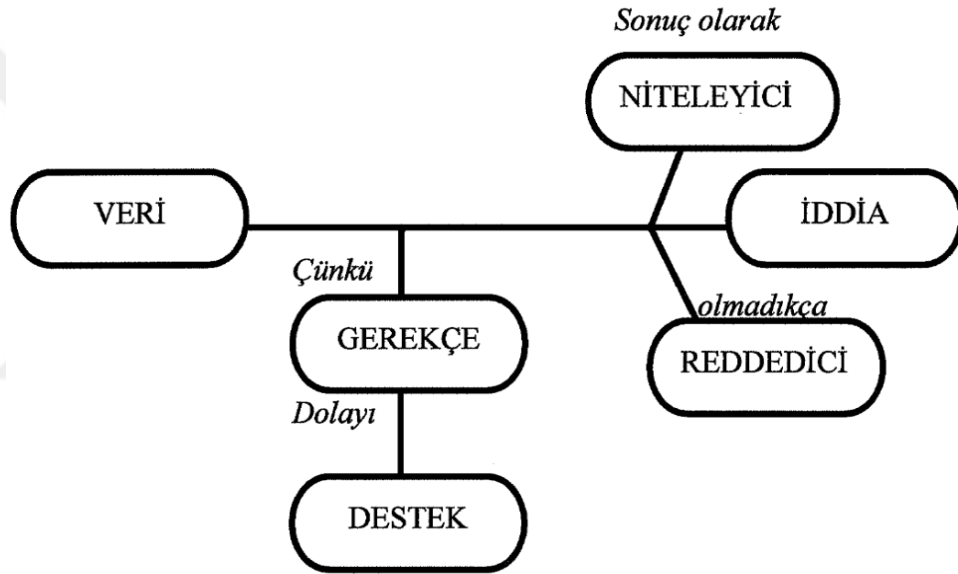 Sonuç olarak
NİTELEYİCİ
VERİ
İDDİA
Çünkü
olmadıkça
GEREKÇE
REDDEDİCİ
Dolayı
DESTEK